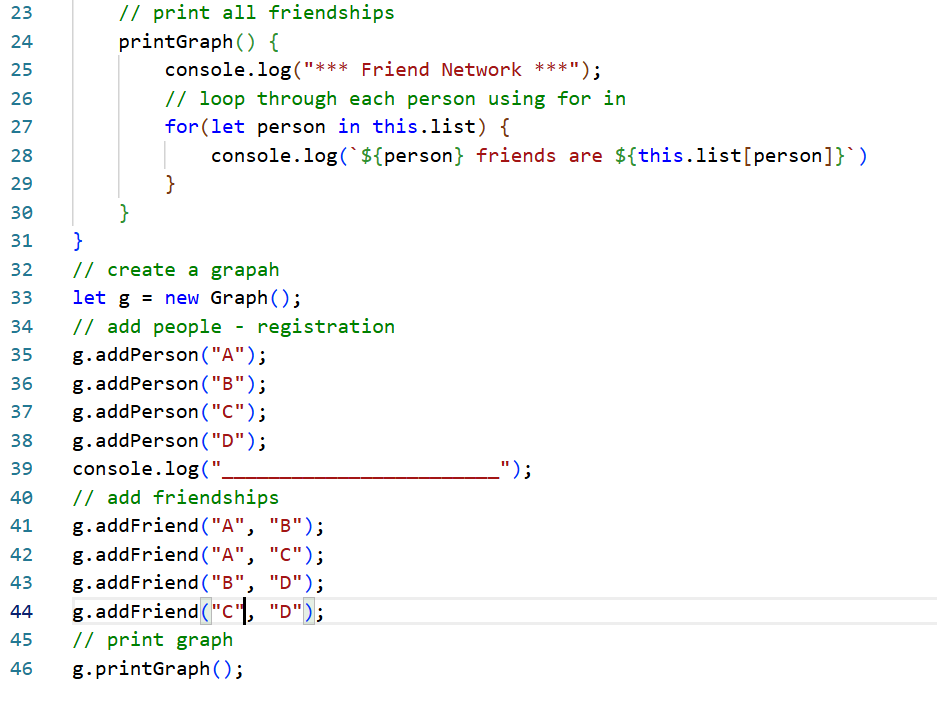 23 // print all friendships
24 printGraph() {
25 console.log("*** Friend Network ***");
26 // loop through each person using for in
27 for(let person in this.list) {
28 console.log(`${person} friends are ${this.list[person]}`)
29 }
30 }
31 }
32 // create a grapah
33 let g = new Graph();
34 // add people - registration
35 g.addPerson("A");
36 g.addPerson("B");
37 g.addPerson("C");
38 g.addPerson("D");
39 console.log("________________________");
40 // add friendships
41 g.addFriend("A", "B");
42 g.addFriend("A", "C");
43 g.addFriend("B", "D");
44 g.addFriend("C", "D");
45 // print graph
46 g.printGraph();